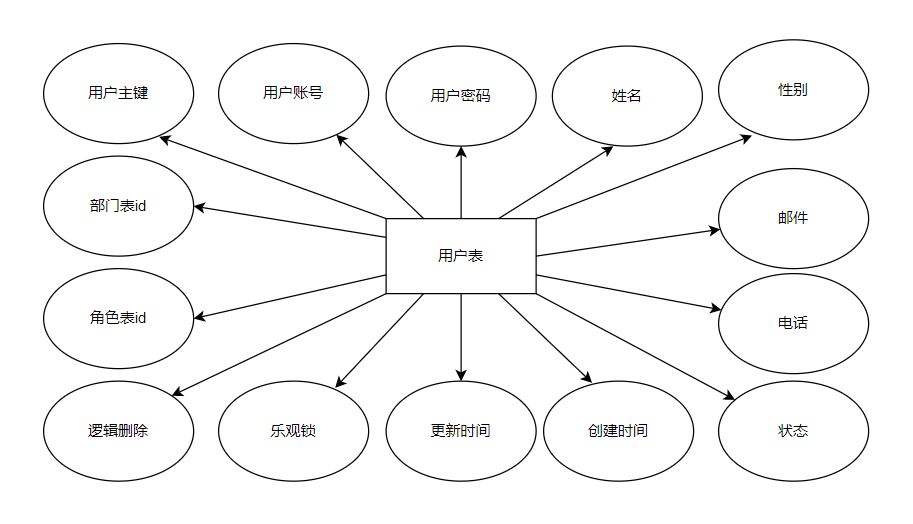 用户主键
用户账号
用户密码
姓名
性别
部门表id
邮件
用户表
角色表id
电话
逻辑删除
乐观锁
更新时间
创建时间
状态